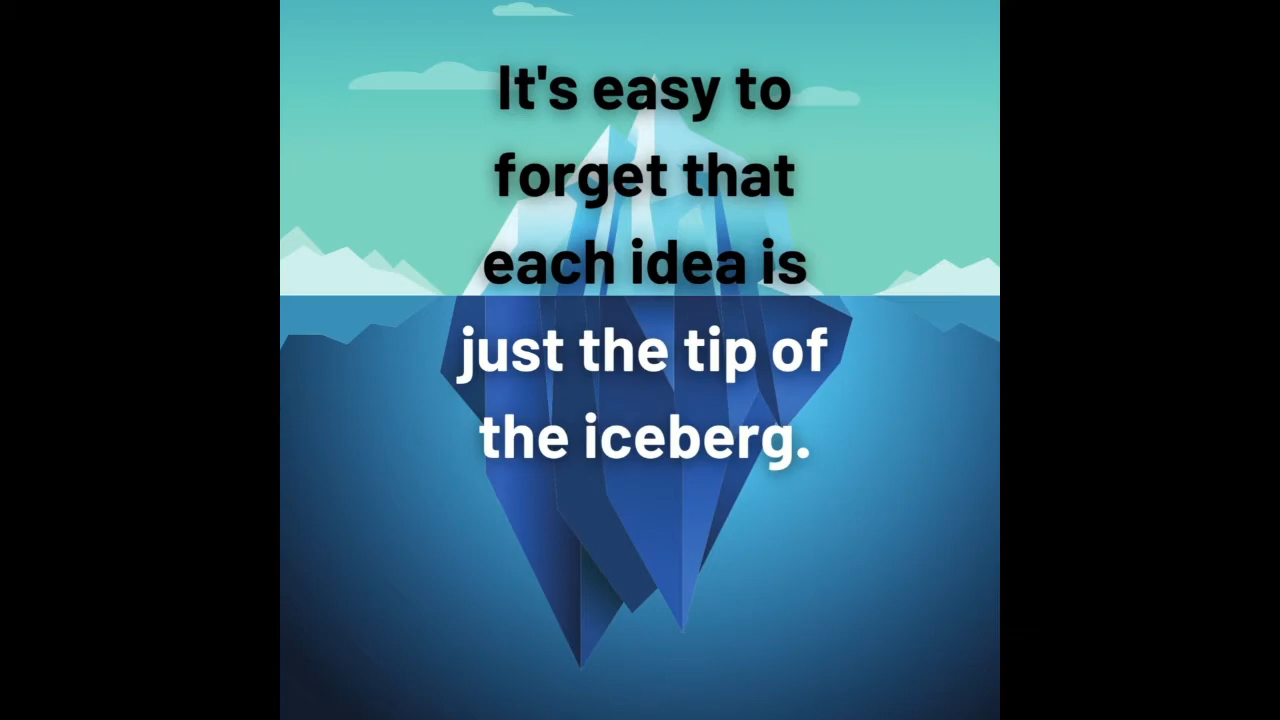 It's easy to
forget that
each idea is
just the tip of
the iceberg.